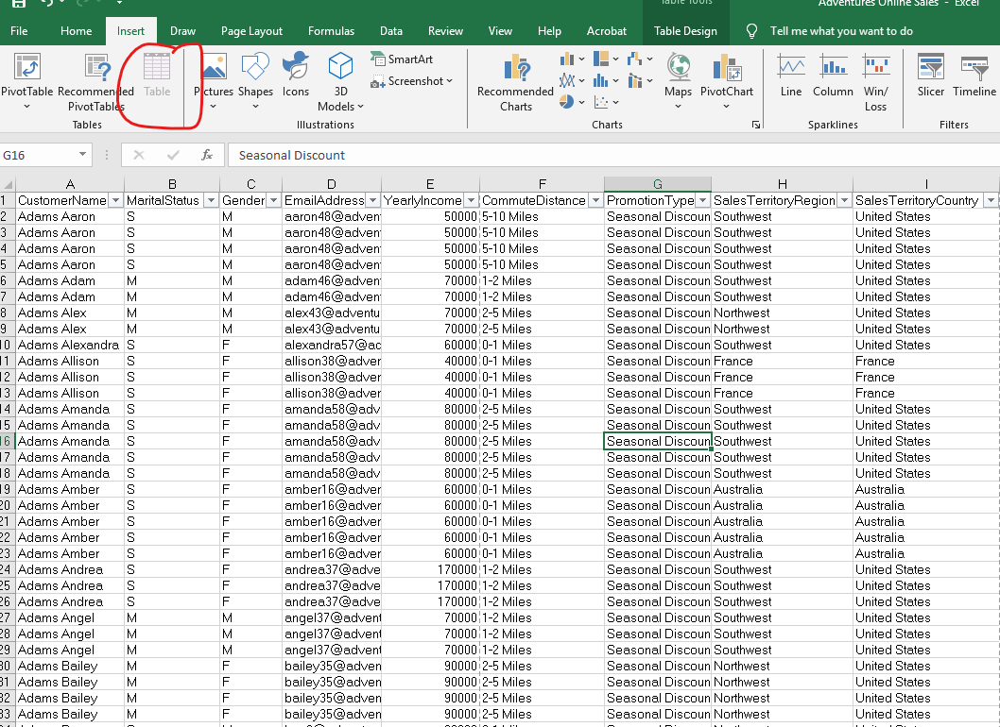 Table Tools
Adventures Online Sales - Excel
File Home Insert Draw Page Layout Formulas Data Review View Help Acrobat Table Design Tell me what you want to do
PivotTable Recommended PivotTables Table Pictures Shapes Icons 3D Models SmartArt Screenshot Recommended Charts Maps PivotChart Line Column Win/Loss Slicer Timeline
Tables Illustrations Charts Sparklines Filters
G16 fx Seasonal Discount
A B C D E F G H I
1 CustomerName MaritalStatus Gender EmailAddress YearlyIncome CommuteDistance PromotionType SalesTerritoryRegion SalesTerritoryCountry
2 Adams Aaron S M aaron48@adven 50000 5-10 Miles Seasonal Discoun Southwest United States
3 Adams Aaron S M aaron48@adven 50000 5-10 Miles Seasonal Discoun Southwest United States
4 Adams Aaron S M aaron48@adven 50000 5-10 Miles Seasonal Discoun Southwest United States
5 Adams Aaron S M aaron48@adven 50000 5-10 Miles Seasonal Discoun Southwest United States
6 Adams Adam M M adam46@adven 70000 1-2 Miles Seasonal Discoun Southwest United States
7 Adams Adam M M adam46@adven 70000 1-2 Miles Seasonal Discoun Southwest United States
8 Adams Alex M M alex43@adventu 70000 2-5 Miles Seasonal Discoun Northwest United States
9 Adams Alex M M alex43@adventu 70000 2-5 Miles Seasonal Discoun Northwest United States
10 Adams Alexandra S F alexandra57@ad 60000 0-1 Miles Seasonal Discoun Southwest United States
11 Adams Allison S F allison38@adver 40000 0-1 Miles Seasonal Discoun France France
12 Adams Allison S F allison38@adver 40000 0-1 Miles Seasonal Discoun France France
13 Adams Allison S F allison38@adver 40000 0-1 Miles Seasonal Discoun France France
14 Adams Amanda S F amanda58@adv 80000 2-5 Miles Seasonal Discoun Southwest United States
15 Adams Amanda S F amanda58@adv 80000 2-5 Miles Seasonal Discoun Southwest United States
16 Adams Amanda S F amanda58@adv 80000 2-5 Miles Seasonal Discoun Southwest United States
17 Adams Amanda S F amanda58@adv 80000 2-5 Miles Seasonal Discoun Southwest United States
18 Adams Amanda S F amanda58@adv 80000 2-5 Miles Seasonal Discoun Southwest United States
19 Adams Amber S F amber16@adver 60000 0-1 Miles Seasonal Discoun Australia Australia
20 Adams Amber S F amber16@adver 60000 0-1 Miles Seasonal Discoun Australia Australia
21 Adams Amber S F amber16@adver 60000 0-1 Miles Seasonal Discoun Australia Australia
22 Adams Amber S F amber16@adver 60000 0-1 Miles Seasonal Discoun Australia Australia
23 Adams Amber S F amber16@adver 60000 0-1 Miles Seasonal Discoun Australia Australia
24 Adams Andrea S F andrea37@adve 170000 1-2 Miles Seasonal Discoun Southwest United States
25 Adams Andrea S F andrea37@adve 170000 1-2 Miles Seasonal Discoun Southwest United States
26 Adams Andrea S F andrea37@adve 170000 1-2 Miles Seasonal Discoun Southwest United States
27 Adams Angel M M angel37@advent 70000 1-2 Miles Seasonal Discoun Southwest United States
28 Adams Angel M M angel37@advent 70000 1-2 Miles Seasonal Discoun Southwest United States
29 Adams Angel M M angel37@advent 70000 1-2 Miles Seasonal Discoun Southwest United States
30 Adams Bailey M F bailey35@adven 90000 2-5 Miles Seasonal Discoun Northwest United States
31 Adams Bailey M F bailey35@adven 90000 2-5 Miles Seasonal Discoun Northwest United States
32 Adams Bailey M F bailey35@adven 90000 2-5 Miles Seasonal Discoun Northwest United States
33 Adams Bailey M F bailey35@adven 90000 2-5 Miles Seasonal Discoun Northwest United States